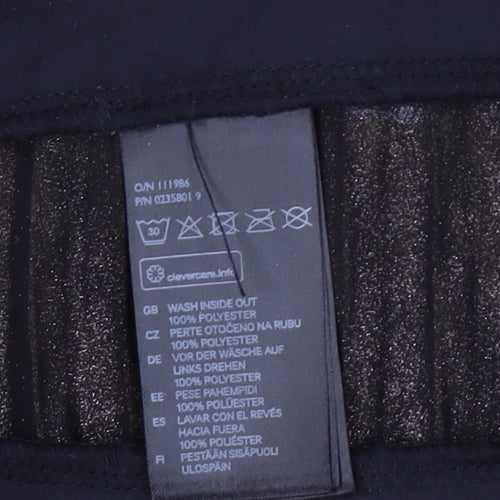 O/N 111986
P/N 0235801 9
30
clevercare.info
GB WASH INSIDE OUT
100% POLYESTER
CZ PERTE OTOČENO NA RUBU
100% POLYESTER
DE VOR DER WÄSCHE AUF
LINKS DREHEN
100% POLYESTER
EE PESE PAHEMPIDI
100% POLÜESTER
ES LAVAR CON EL REVÉS
HACIA FUERA
100% POLIÉSTER
FI PESTÄÄN SISÄPUOLI
ULOSPÄIN